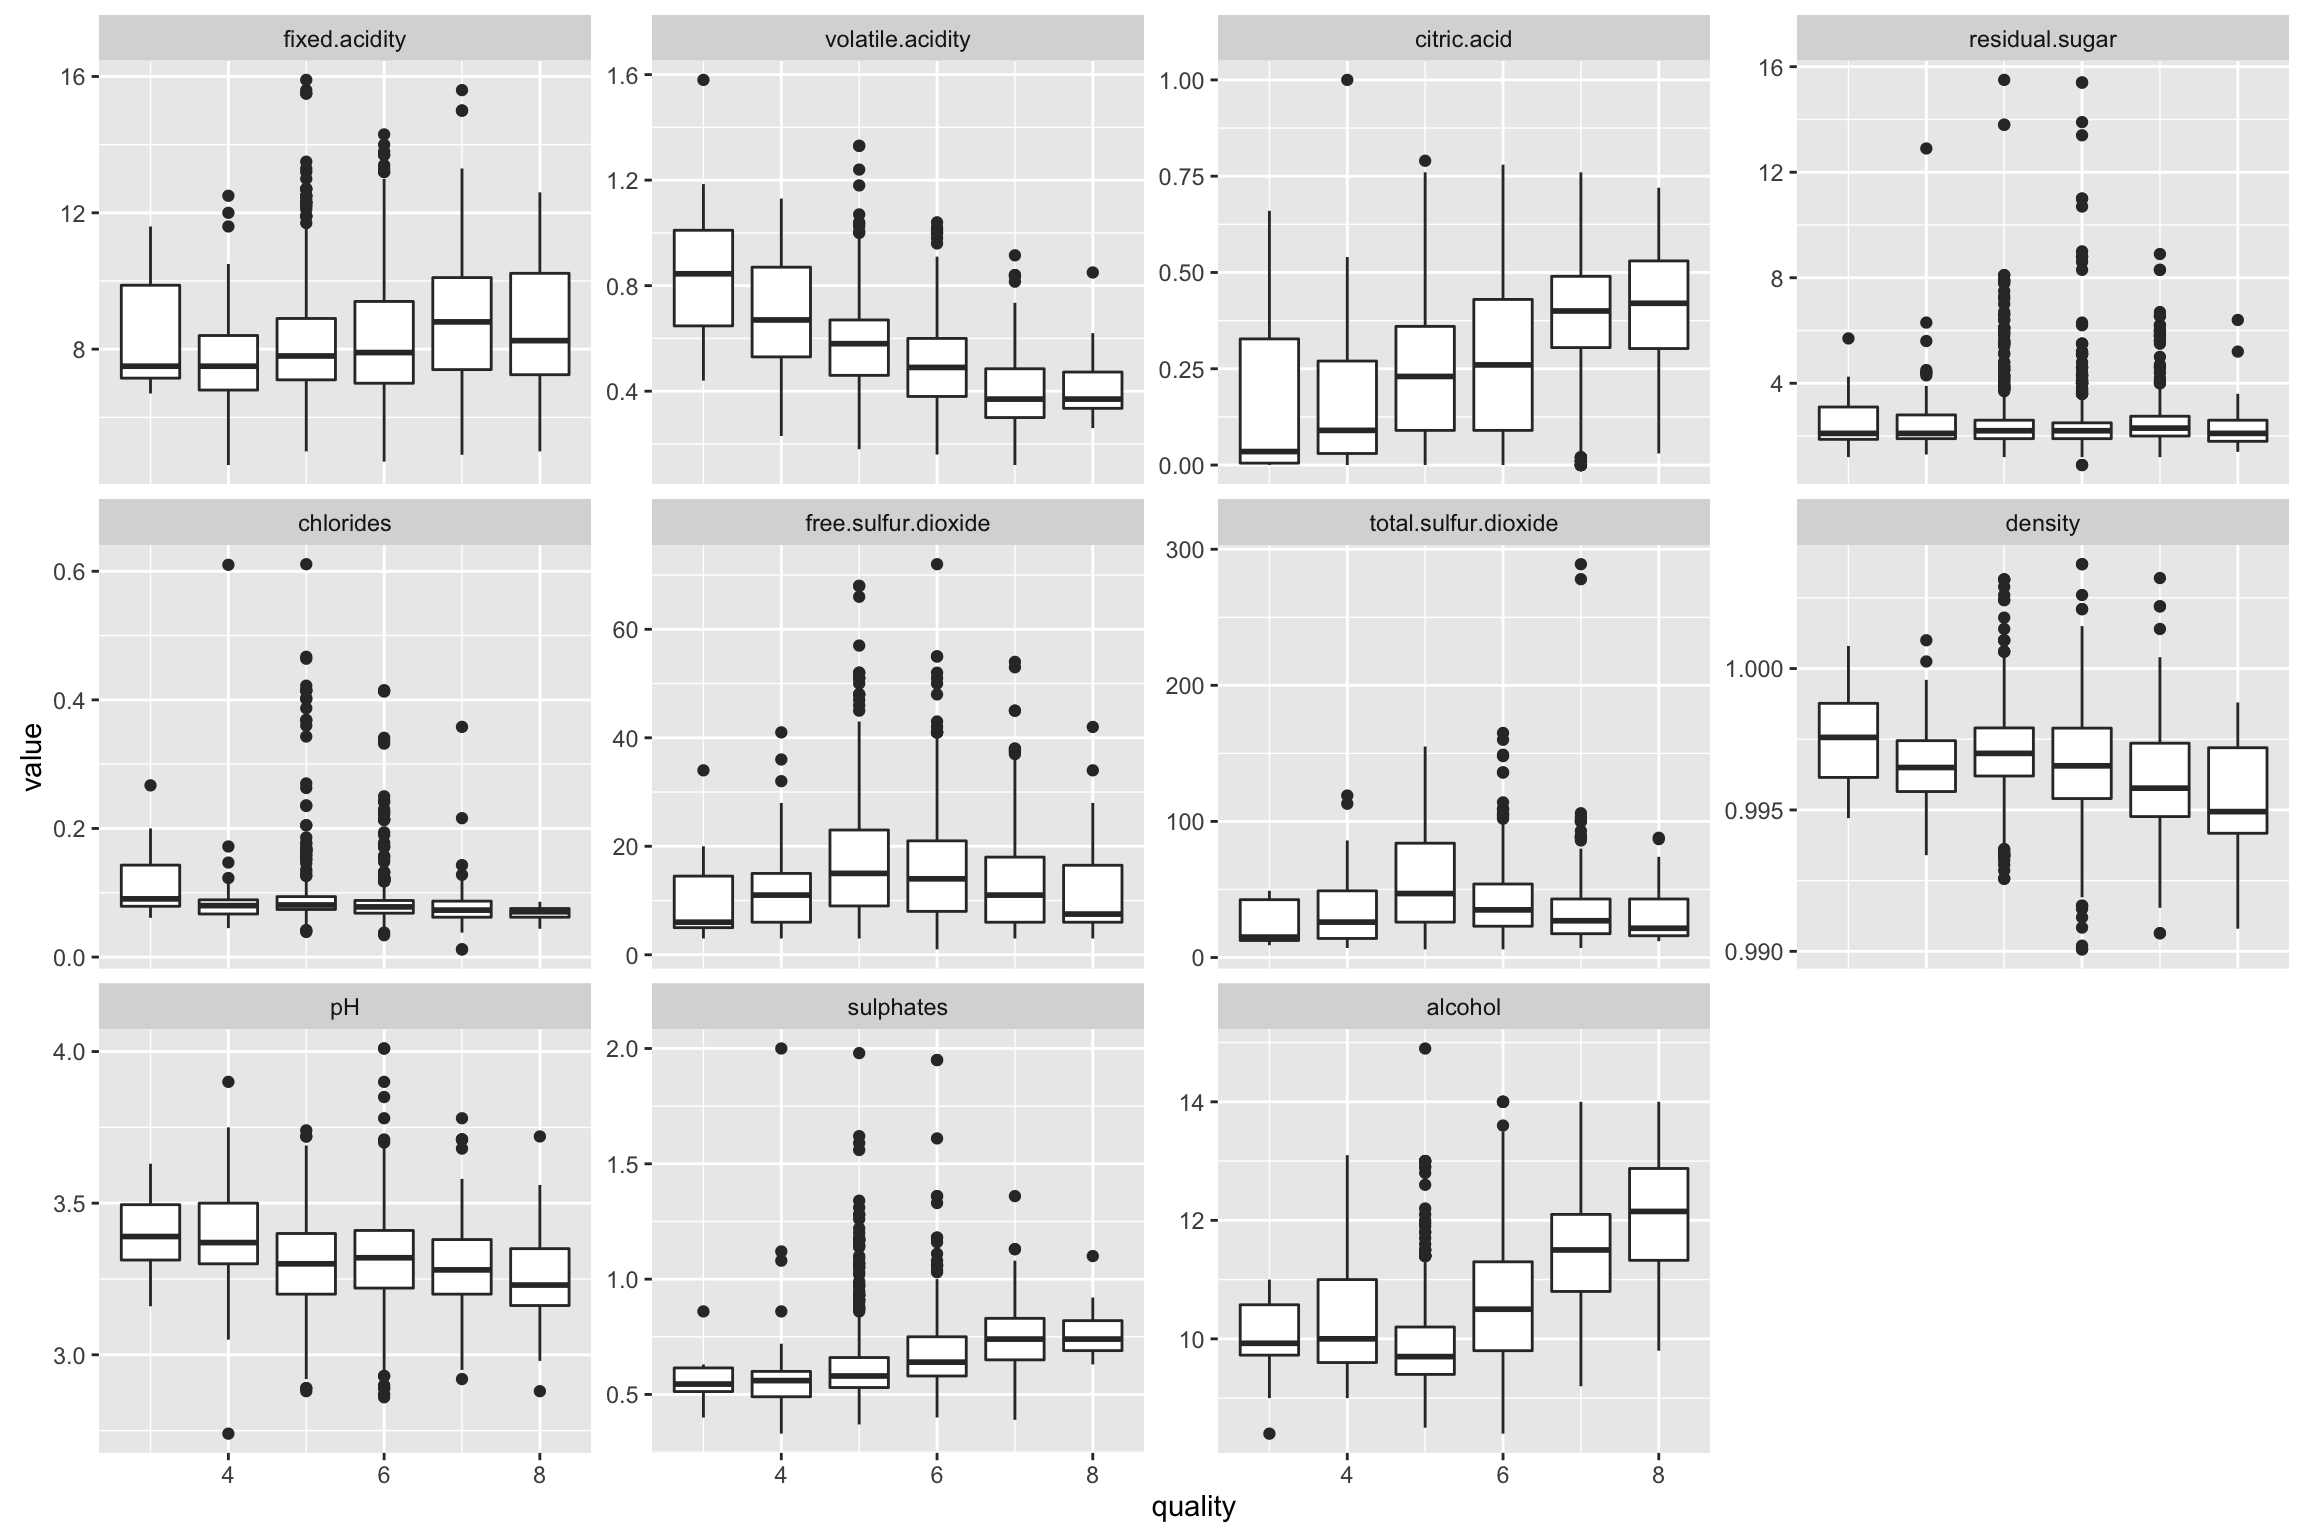 fixed.acidity
volatile.acidity
citric.acid
residual.sugar
16
12
8
1.6
1.2
0.8
0.4
1.00
0.75
0.50
0.25
0.00
16
12
8
4
chlorides
free.sulfur.dioxide
total.sulfur.dioxide
density
0.6
0.4
0.2
0.0
60
40
20
0
300
200
100
0
1.000
0.995
0.990
value
pH
sulphates
alcohol
4.0
3.5
3.0
2.0
1.5
1.0
0.5
14
12
10
4 6 8
4 6 8
4 6 8
quality